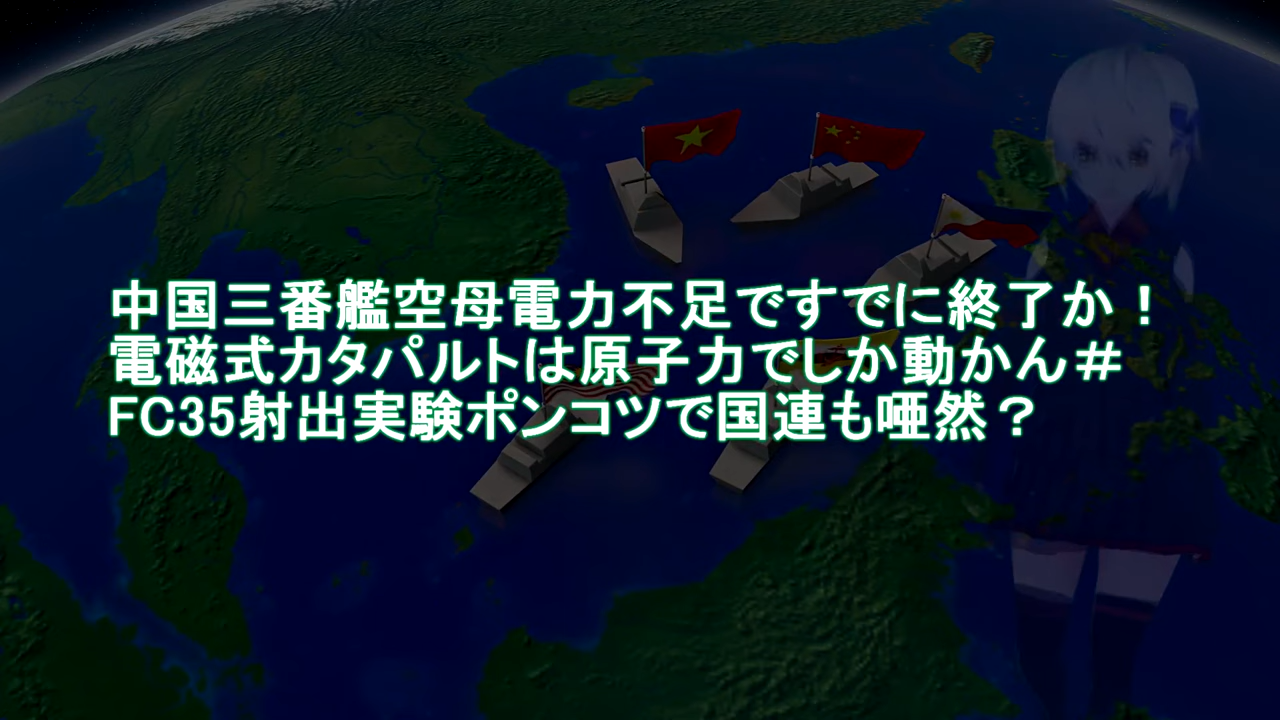 中国三番艦空母電力不足ですでに終了か！
電磁式カタパルトは原子力でしか動かん＃
FC35射出実験ポンコツで国連も唖然？